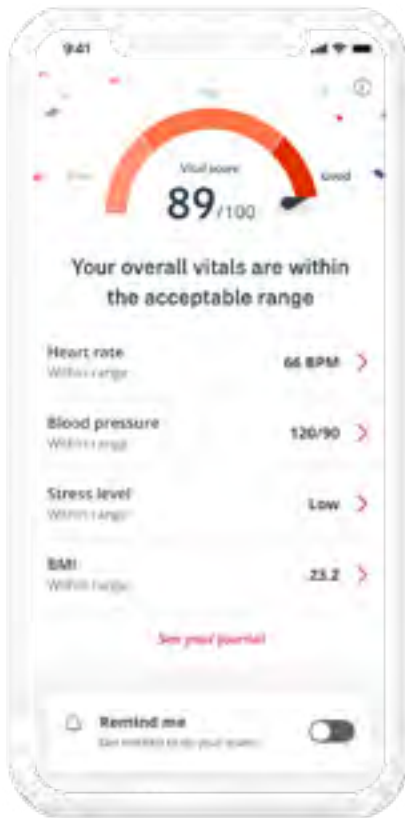 9:41
Vital score
Good
89/100
Your overall vitals are within
the acceptable range
Heart rate
66 BPM
Within range
Blood pressure
120/90
Within range
Stress level
Low
Within range
BMI
23.2
Within range
See your journal
Remind me